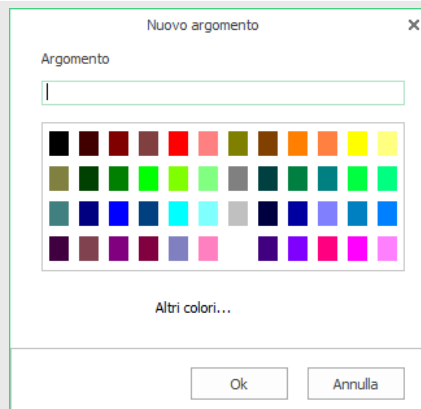 Nuovo argomento
Argomento
Altri colori...
Ok
Annulla